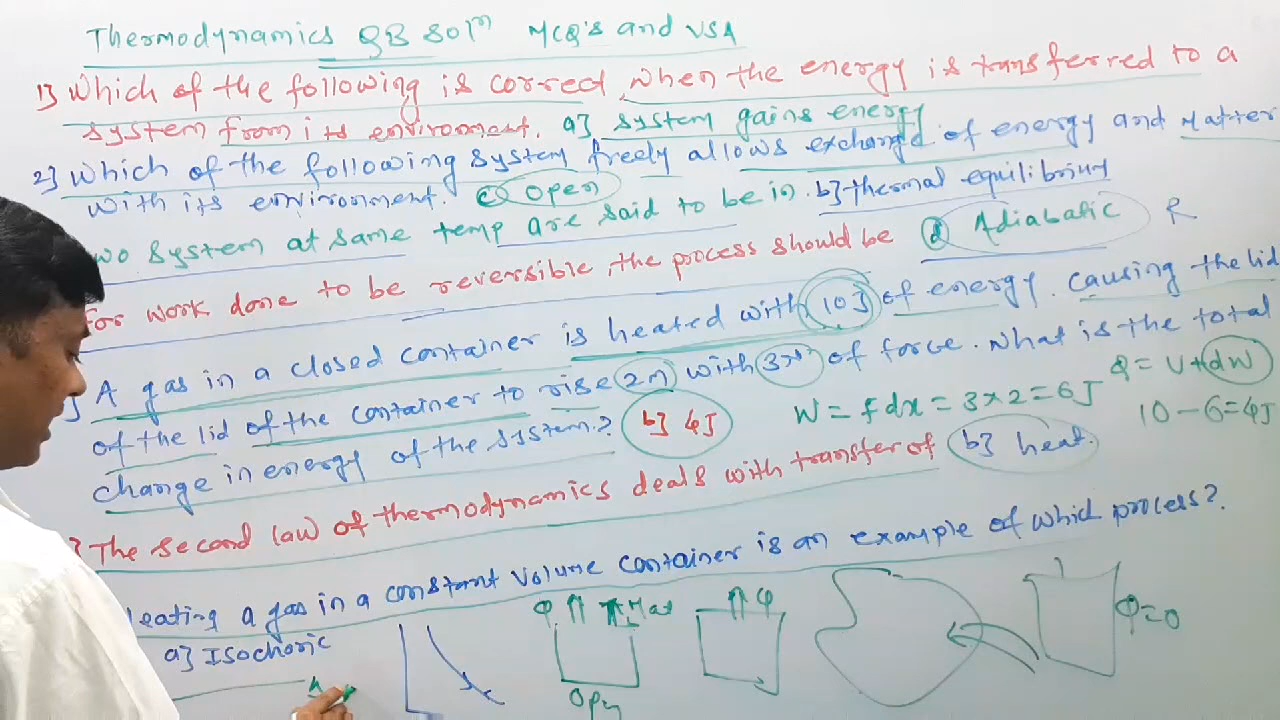 Thermodynamics QB Solⁿ MCQ's and VSA
1) Which of the following is correct, when the energy is transferred to a
system from its environment. a] system gains energy
2] Which of the following system freely allows exchange of energy and Matter
with its environment. c) Open
wo system at same temp are said to be in. b] thermal equilibrium
For work done to be reversible, the process should be d) Adiabatic R
] A gas in a closed container is heated with 10J of energy. Causing the lid
of the lid of the container to rise 2m with 3N of force. What is the total
change in energy of the system? b] 4J
W = f dx = 3 x 2 = 6J
Q = U + dW
10 - 6 = 4J
] The second law of thermodynamics deals with transfer of b] heat.
Heating a gas in a constant volume container is an example of which process?
a] Isochoric
Q Mat
Open
Q
Q = 0